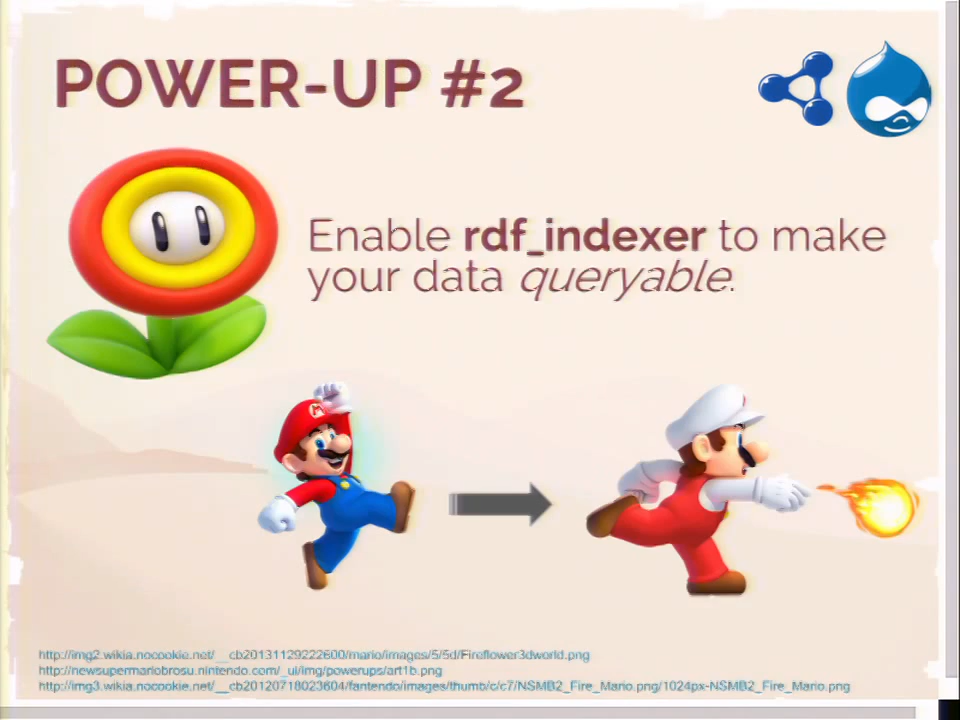 POWER-UP #2
Enable rdf_indexer to make
your data queryable.
http://img2.wikia.nocookie.net/__cb20131129222600/mario/images/5/5d/Fireflower3dworld.png
http://newsupermariobrosu.nintendo.com/_ui/img/powerups/art1b.png
http://img3.wikia.nocookie.net/__cb20120718023604/fantendo/images/thumb/c/c7/NSMB2_Fire_Mario.png/1024px-NSMB2_Fire_Mario.png